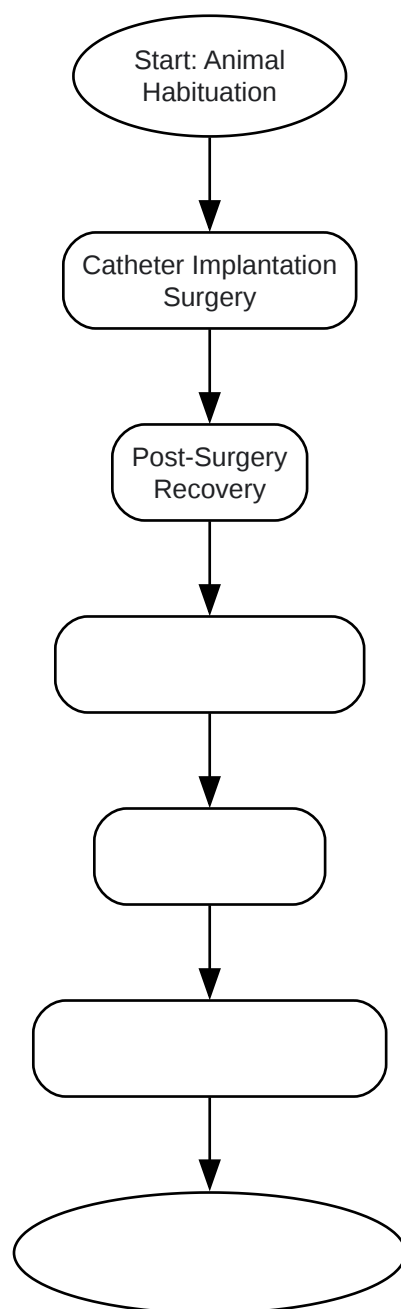 Start: Animal
Habituation
Catheter Implantation
Surgery
Post-Surgery
Recovery